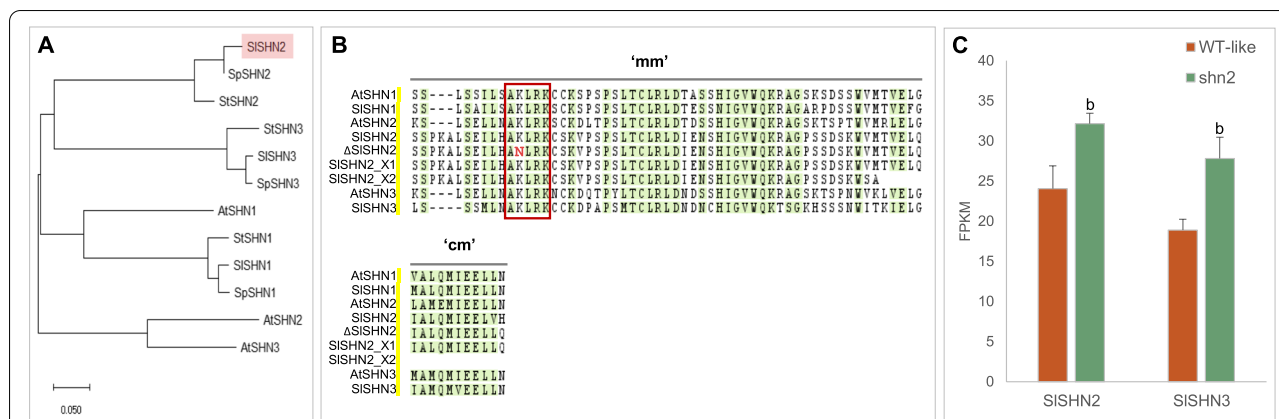 A
SlSHN2
SpSHN2
StSHN2
StSHN3
SlSHN3
SpSHN3
AtSHN1
StSHN1
SlSHN1
SpSHN1
AtSHN2
AtSHN3
0.050
B
'mm'
AtSHN1 SS---LSSILSAKLRKCCKSPSPSLTCLRLDTASSHIGVWQKRAGSKSDSSWVMTVELG
SlSHN1 SS---LSAILSAKLRKCCKSPSPSLTCLRLDTESSHIGVWQKRAGARPDSSWVMTVEFG
AtSHN2 KS---LSELLNAKLRKSCKDLTPSLTCLRLDTDSSHIGVWQKRAGSKTSPTWVMRLELG
SlSHN2 SSPKALSEILHAKLRKCSKVPSPSLTCLRLDIENSHIGVWQKRAGPSSDSKWVMTVELQ
ΔSlSHN2 SSPKALSEILHANLRKCSKVPSPSLTCLRLDIENSHIGVWQKRAGPSSDSKWVMTVELQ
SlSHN2_X1 SSPKALSEILHAKLRKCSKVPSPSLTCLRLDIENSHIGVWQKRAGPSSDSKWVMTVELQ
SlSHN2_X2 SSPKALSEILHAKLRKCSKVPSPSLTCLRLDIENSHIGVWQKRAGPSSDSKWSA
AtSHN3 KS---LSELLNAKLRKNCKDQTPYLTCLRLDNDSSHIGVWQKRAGSKTSPNWVKLVELG
SlSHN3 LS---SSMLNAKLRKCCKDPAPSMTCLRLDNDNCHIGVWQKTSGKHSSSNWITKIELG
'cm'
AtSHN1 VALQMIEELLN
SlSHN1 MALQMIEELLN
AtSHN2 LAMEMIEELLN
SlSHN2 IALQMIEELVH
ΔSlSHN2 IALQMIEELLQ
SlSHN2_X1 IALQMIEELLQ
SlSHN2_X2
AtSHN3 MAMQMIEELLN
SlSHN3 IAMQMVEELLN
C
WT-like
shn2
40
35
30
25
20
15
10
5
0
FPKM
b
b
SlSHN2
SlSHN3